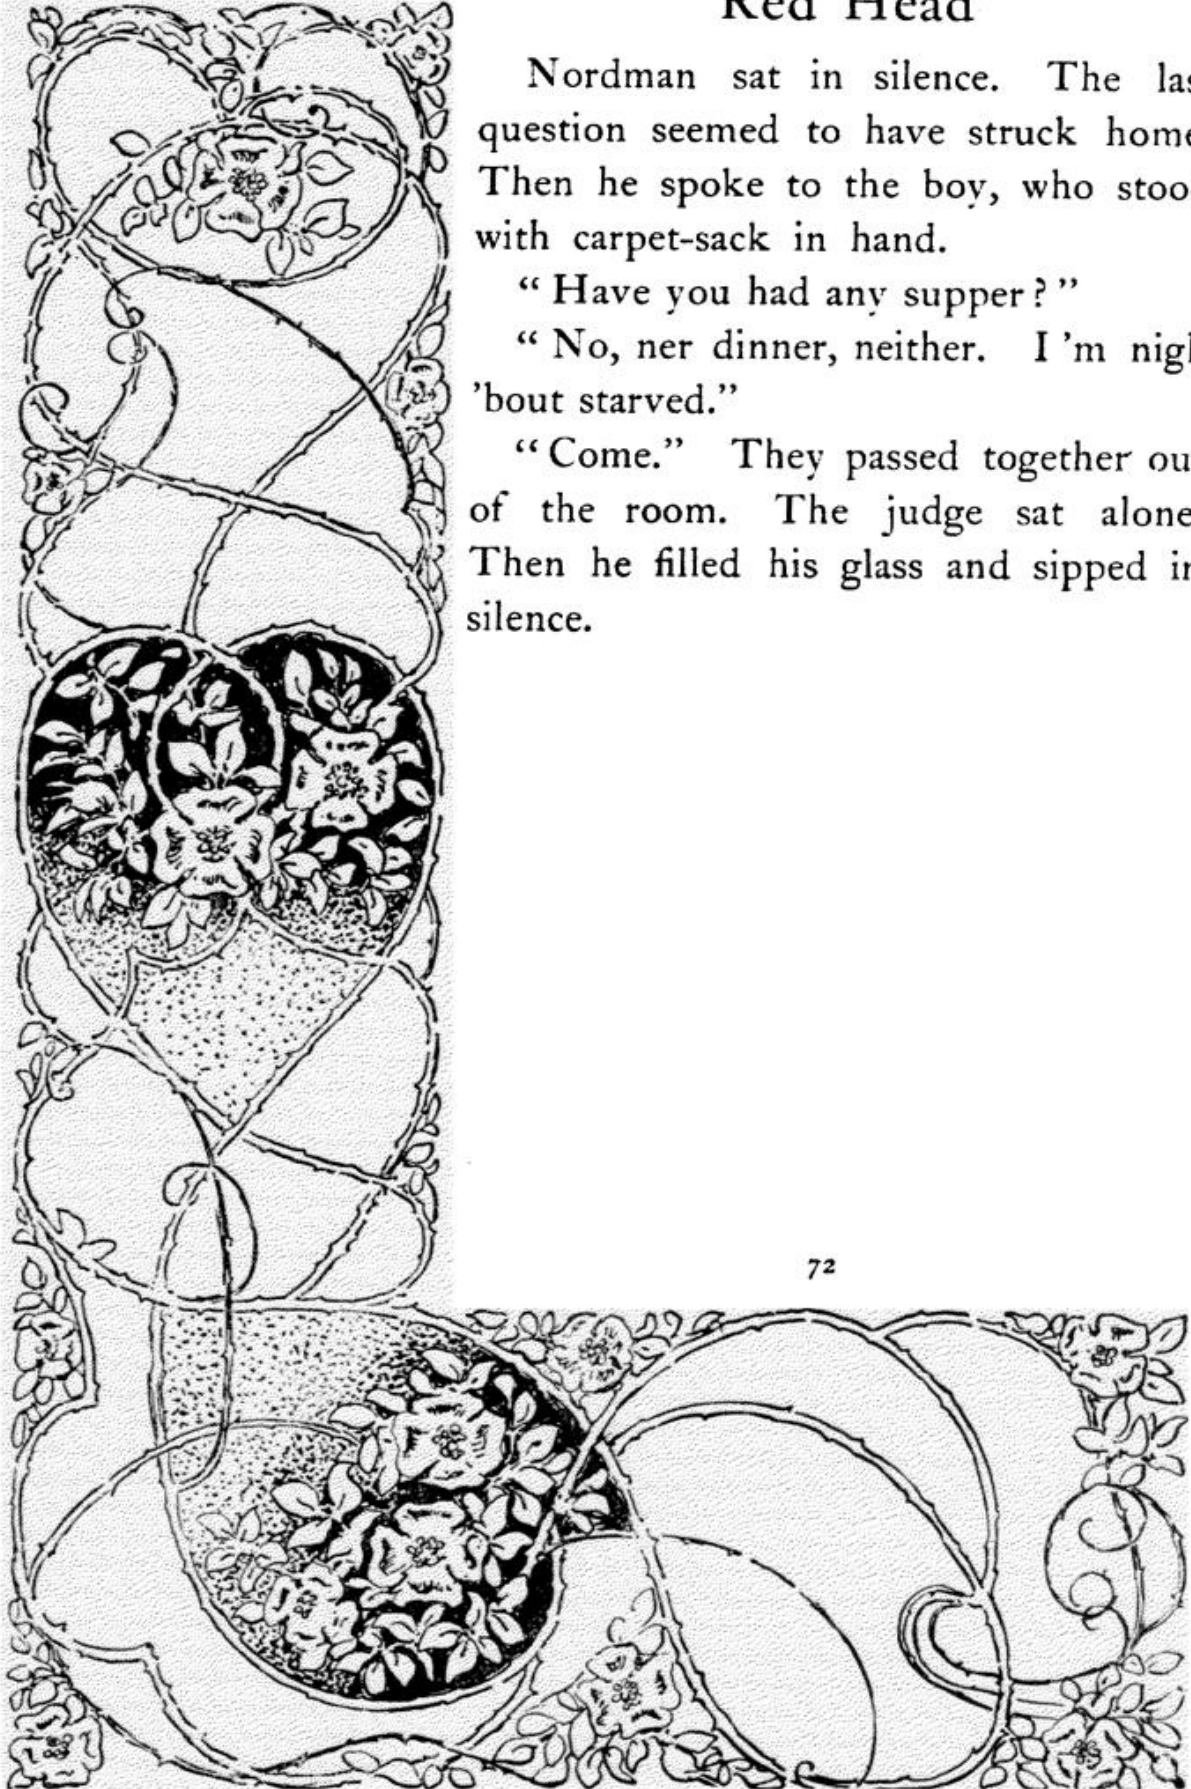 Red Head
Nordman sat in silence. The las
question seemed to have struck home
Then he spoke to the boy, who stoo
with carpet-sack in hand.
“ Have you had any supper ? ”
“ No, ner dinner, neither. I ’m nigh
’bout starved.”
“ Come.” They passed together ou
of the room. The judge sat alone
Then he filled his glass and sipped in
silence.
72